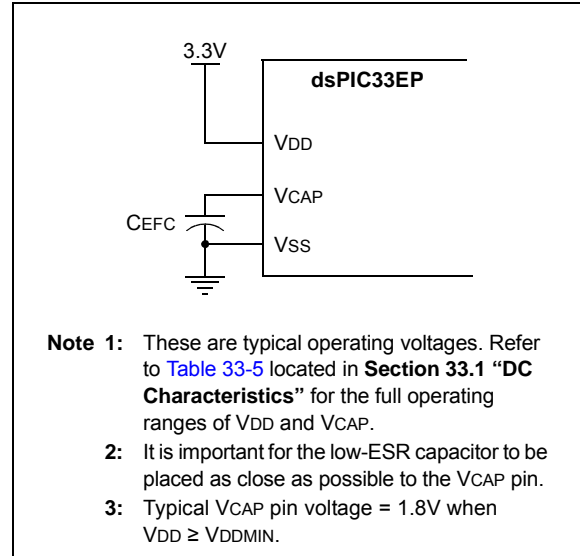 3.3V
dsPIC33EP
VDD
VCAP
CEFC
VSS
Note 1: These are typical operating voltages. Refer
to Table 33-5 located in Section 33.1 “DC
Characteristics” for the full operating
ranges of VDD and VCAP.
2: It is important for the low-ESR capacitor to be
placed as close as possible to the VCAP pin.
3: Typical VCAP pin voltage = 1.8V when
VDD ≥ VDDMIN.